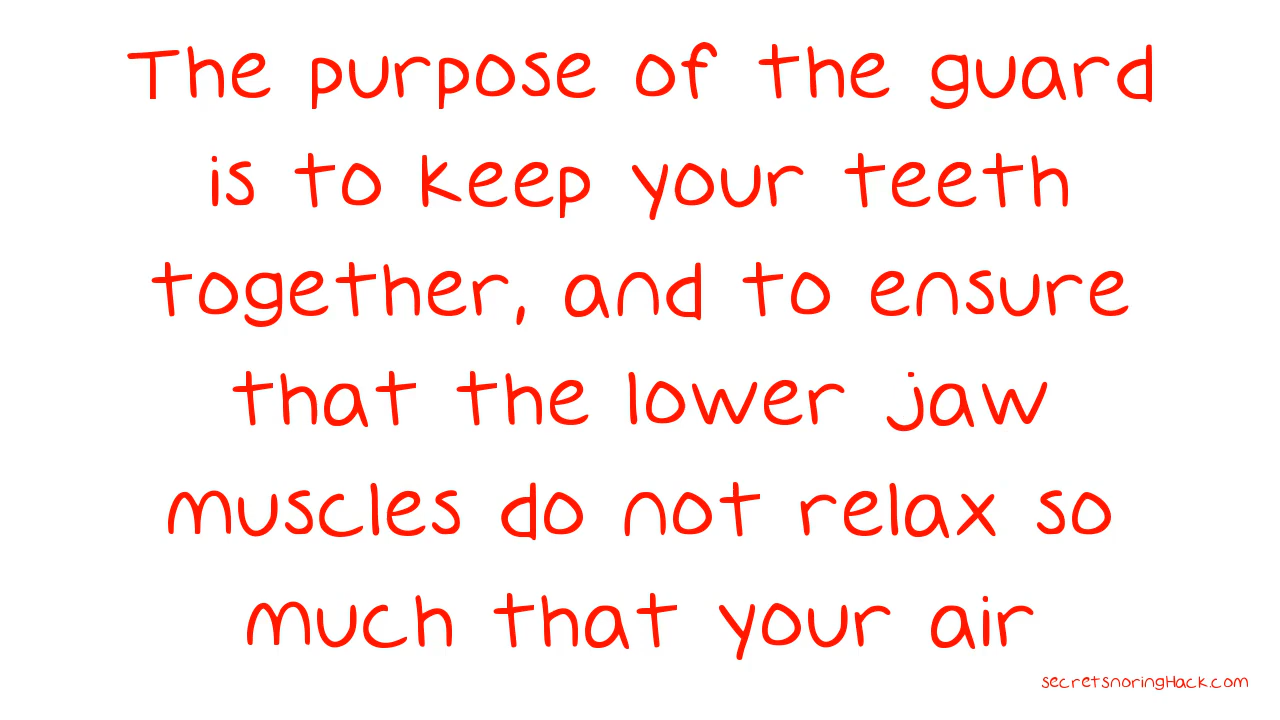 The purpose of the guard
is to keep your teeth
together, and to ensure
that the lower jaw
muscles do not relax so
much that your air
secretsnoringHack.com